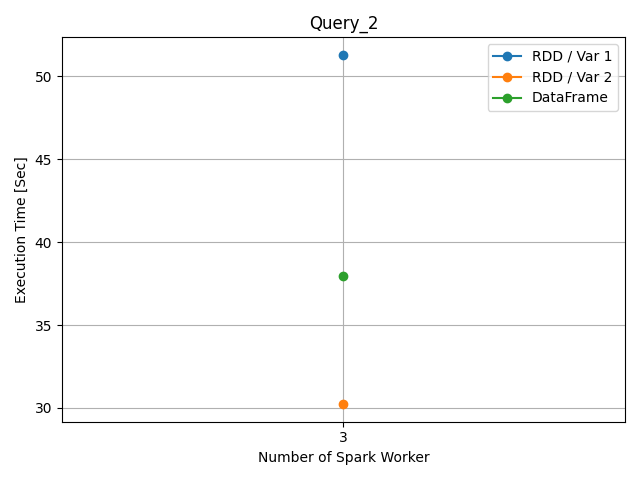 Query_2
RDD / Var 1
RDD / Var 2
DataFrame
Execution Time [Sec]
50
45
40
35
30
3
Number of Spark Worker